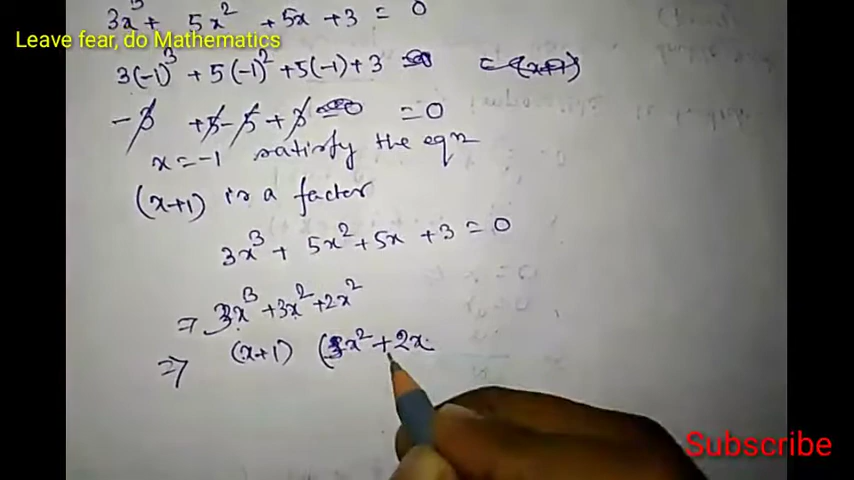 3x³ + 5x² + 5x + 3 = 0
Leave fear, do Mathematics
3(-1)³ + 5(-1)² + 5(-1) + 3
-3 + 5 - 5 + 3 = 0
x = -1 satisfy the eqn
(x+1) is a factor
3x³ + 5x² + 5x + 3 = 0
⇒ 3x³ + 3x² + 2x²
⇒ (x+1) (3x² + 2x
Subscribe